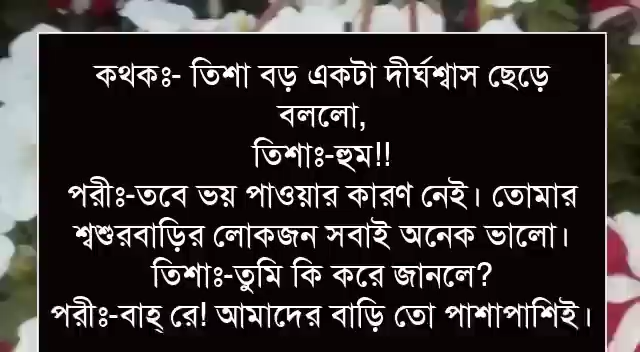 কথকঃ- তিশা বড় একটা দীর্ঘশ্বাস ছেড়ে
বললো,
তিশাঃ-হুম!!
পরীঃ-তবে ভয় পাওয়ার কারণ নেই। তোমার
শ্বশুরবাড়ির লোকজন সবাই অনেক ভালো।
তিশাঃ-তুমি কি করে জানলে?
পরীঃ-বাহ্ রে! আমাদের বাড়ি তো পাশাপাশিই।